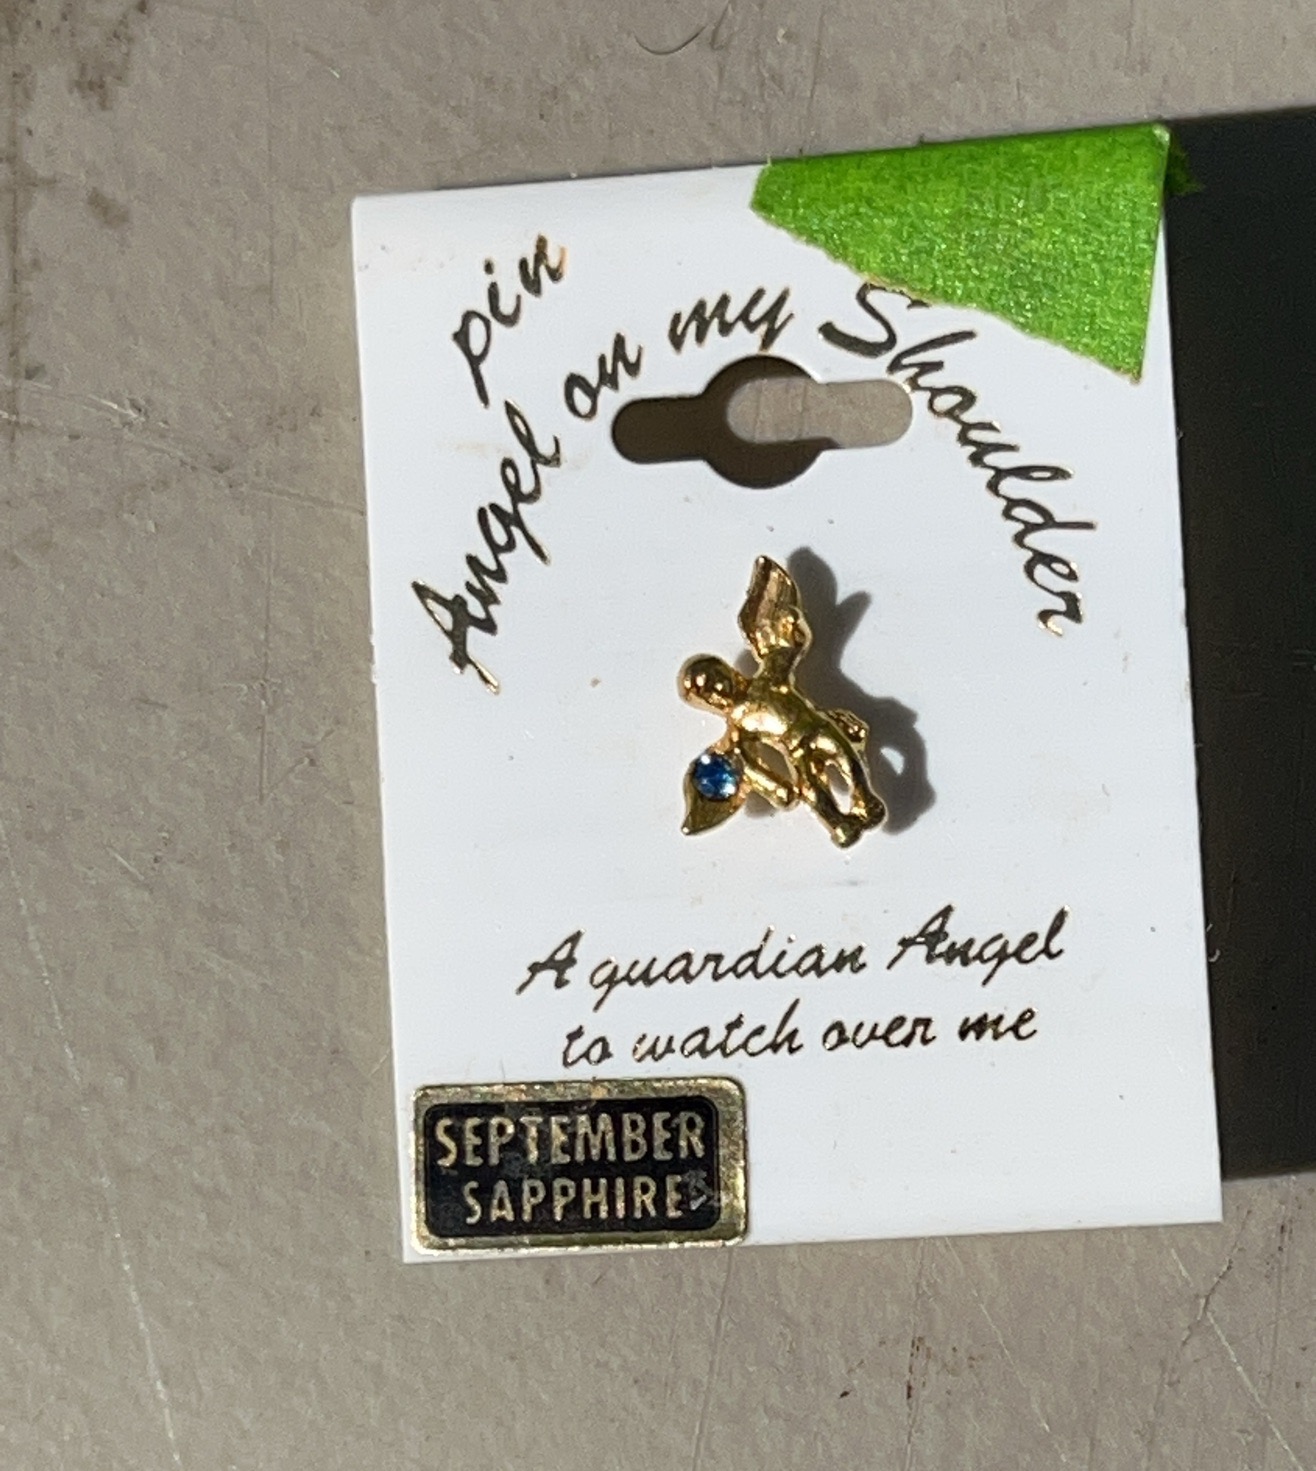 pin
Angel on my Shoulder
A guardian Angel
to watch over me
SEPTEMBER
SAPPHIRE